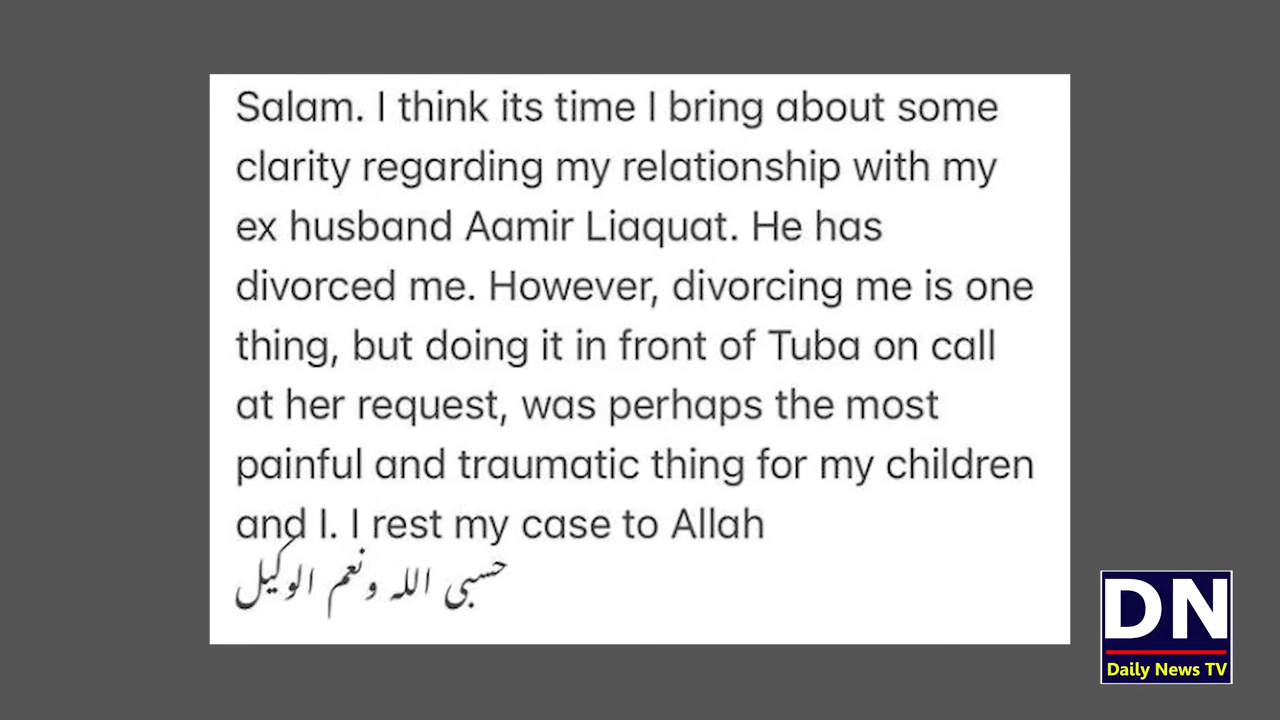 Salam. I think its time I bring about some
clarity regarding my relationship with my
ex husband Aamir Liaquat. He has
divorced me. However, divorcing me is one
thing, but doing it in front of Tuba on call
at her request, was perhaps the most
painful and traumatic thing for my children
and I. I rest my case to Allah
حسبی اللہ ونعم الوکیل
DN
Daily News TV